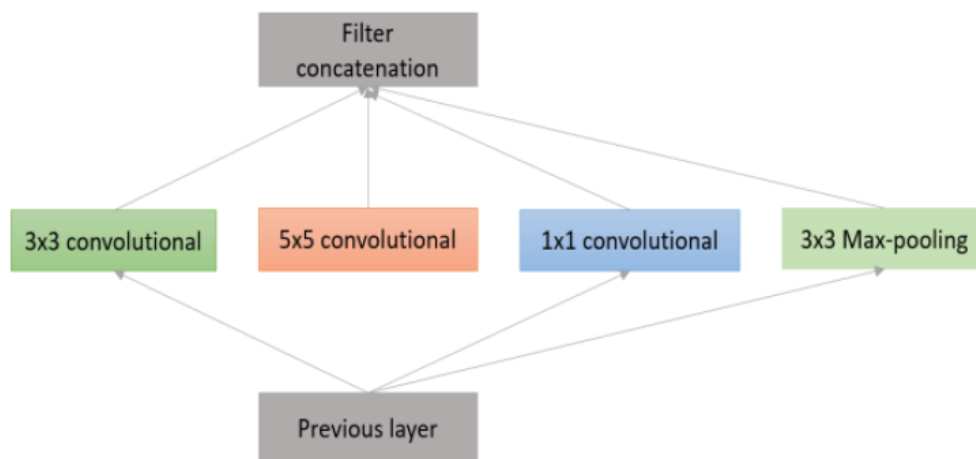 Filter
concatenation
3x3 convolutional
5x5 convolutional
1x1 convolutional
3x3 Max-pooling
Previous layer